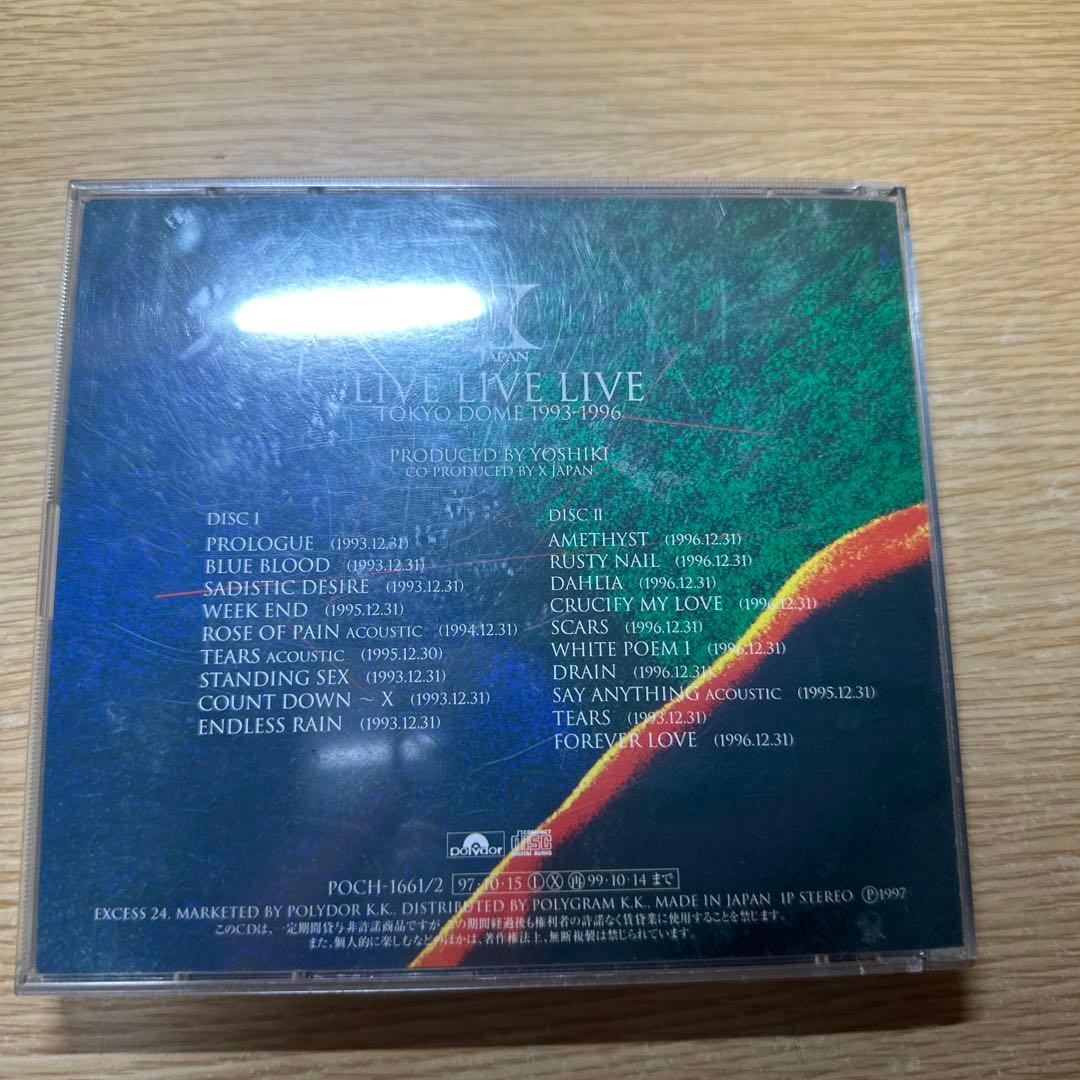 X
JAPAN
LIVE LIVE LIVE
TOKYO DOME 1993-1996
PRODUCED BY YOSHIKI
CO-PRODUCED BY X JAPAN
DISC I
PROLOGUE (1993.12.31)
BLUE BLOOD (1993.12.31)
SADISTIC DESIRE (1993.12.31)
WEEK END (1995.12.31)
ROSE OF PAIN ACOUSTIC (1994.12.31)
TEARS ACOUSTIC (1995.12.30)
STANDING SEX (1993.12.31)
COUNT DOWN ~ X (1993.12.31)
ENDLESS RAIN (1993.12.31)
DISC II
AMETHYST (1996.12.31)
RUSTY NAIL (1996.12.31)
DAHLIA (1996.12.31)
CRUCIFY MY LOVE (1996.12.31)
SCARS (1996.12.31)
WHITE POEM I (1996.12.31)
DRAIN (1996.12.31)
SAY ANYTHING ACOUSTIC (1995.12.31)
TEARS (1993.12.31)
FOREVER LOVE (1996.12.31)
polydor COMPACT disc DIGITAL AUDIO
POCH-1661/2 97・10・15 Ⓛ Ⓧ ㊞99・10・14まで
EXCESS 24. MARKETED BY POLYDOR K.K., DISTRIBUTED BY POLYGRAM K.K., MADE IN JAPAN IP STEREO Ⓟ1997
このCDは、一定期間貸与非許諾商品ですが、この期間経過後も権利者の許諾なく賃貸業に使用することを禁じます。
また、個人的に楽しむなどのほかは、著作権法上、無断複製は禁じられています。